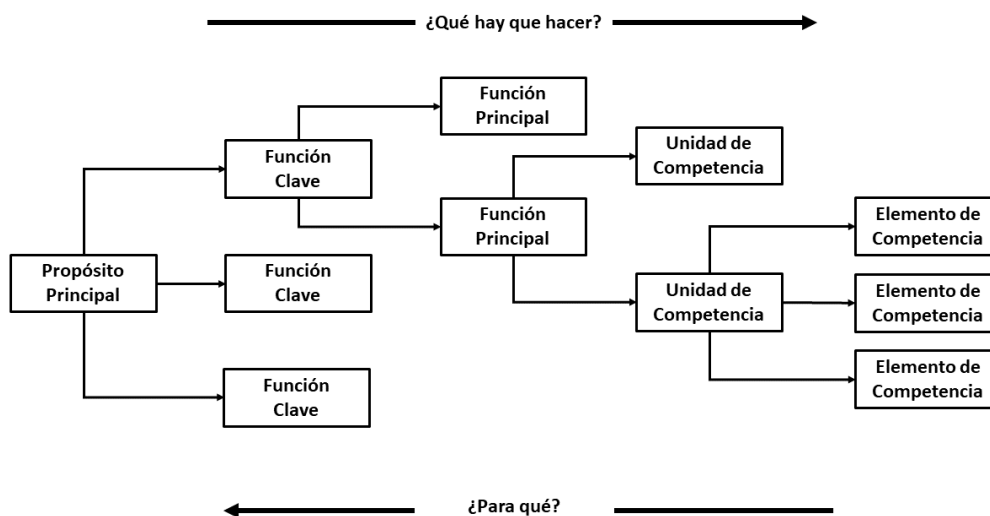 ¿Qué hay que hacer?
Función
Principal
Unidad de
Competencia
Función
Clave
Función
Principal
Elemento de
Competencia
Propósito
Principal
Función
Clave
Unidad de
Competencia
Elemento de
Competencia
Función
Clave
Elemento de
Competencia
¿Para qué?